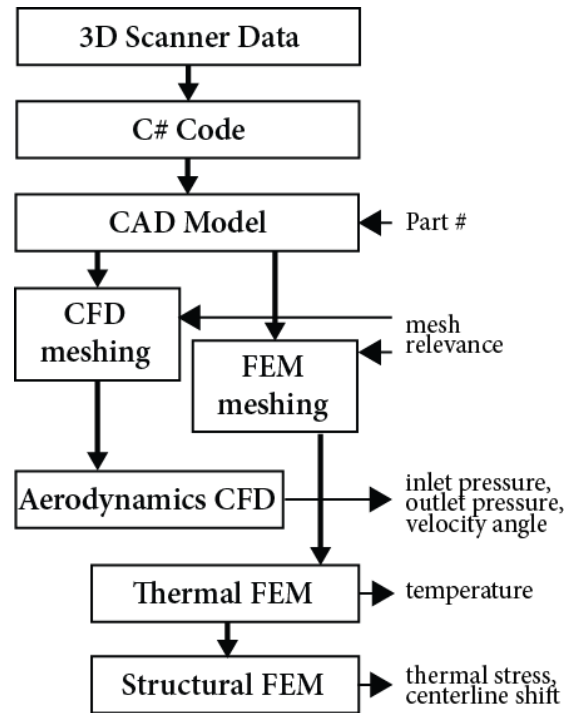 3D Scanner Data
C# Code
CAD Model
Part #
CFD
meshing
mesh
relevance
FEM
meshing
Aerodynamics CFD
inlet pressure,
outlet pressure,
velocity angle
Thermal FEM
temperature
Structural FEM
thermal stress,
centerline shift